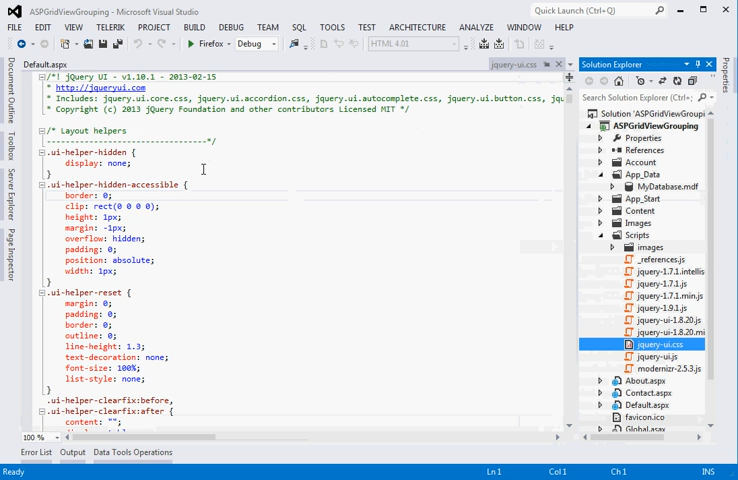 ASPGridViewGrouping - Microsoft Visual Studio
Quick Launch (Ctrl+Q)
FILE EDIT VIEW TELERIK PROJECT BUILD DEBUG TEAM SQL TOOLS TEST ARCHITECTURE ANALYZE WINDOW HELP
Firefox Debug HTML 4.01
Document Outline
Toolbox
Server Explorer
Page Inspector
Default.aspx
jquery-ui.css
/*! jQuery UI - v1.10.1 - 2013-02-15
* http://jqueryui.com
* Includes: jquery.ui.core.css, jquery.ui.accordion.css, jquery.ui.autocomplete.css, jquery.ui.button.css,
* Copyright (c) 2013 jQuery Foundation and other contributors Licensed MIT */
/* Layout helpers
----------------------------------*/
.ui-helper-hidden {
display: none;
}
.ui-helper-hidden-accessible {
border: 0;
clip: rect(0 0 0 0);
height: 1px;
margin: -1px;
overflow: hidden;
padding: 0;
position: absolute;
width: 1px;
}
.ui-helper-reset {
margin: 0;
padding: 0;
border: 0;
outline: 0;
line-height: 1.3;
text-decoration: none;
font-size: 100%;
list-style: none;
}
.ui-helper-clearfix:before,
.ui-helper-clearfix:after {
content: "";
100 %
Solution Explorer
Search Solution Explorer (Ctrl
Solution 'ASPGridViewGroupi
ASPGridViewGrouping
Properties
References
Account
App_Data
MyDatabase.mdf
App_Start
Content
Images
Scripts
images
_references.js
jquery-1.7.1.intellis
jquery-1.7.1.js
jquery-1.7.1.min.js
jquery-1.9.1.js
jquery-ui-1.8.20.js
jquery-ui-1.8.20.mi
jquery-ui.css
jquery-ui.js
modernizr-2.5.3.js
About.aspx
Contact.aspx
Default.aspx
favicon.ico
Global.asax
Properties
Error List Output Data Tools Operations
Ready Ln 1 Col 1 Ch 1 INS